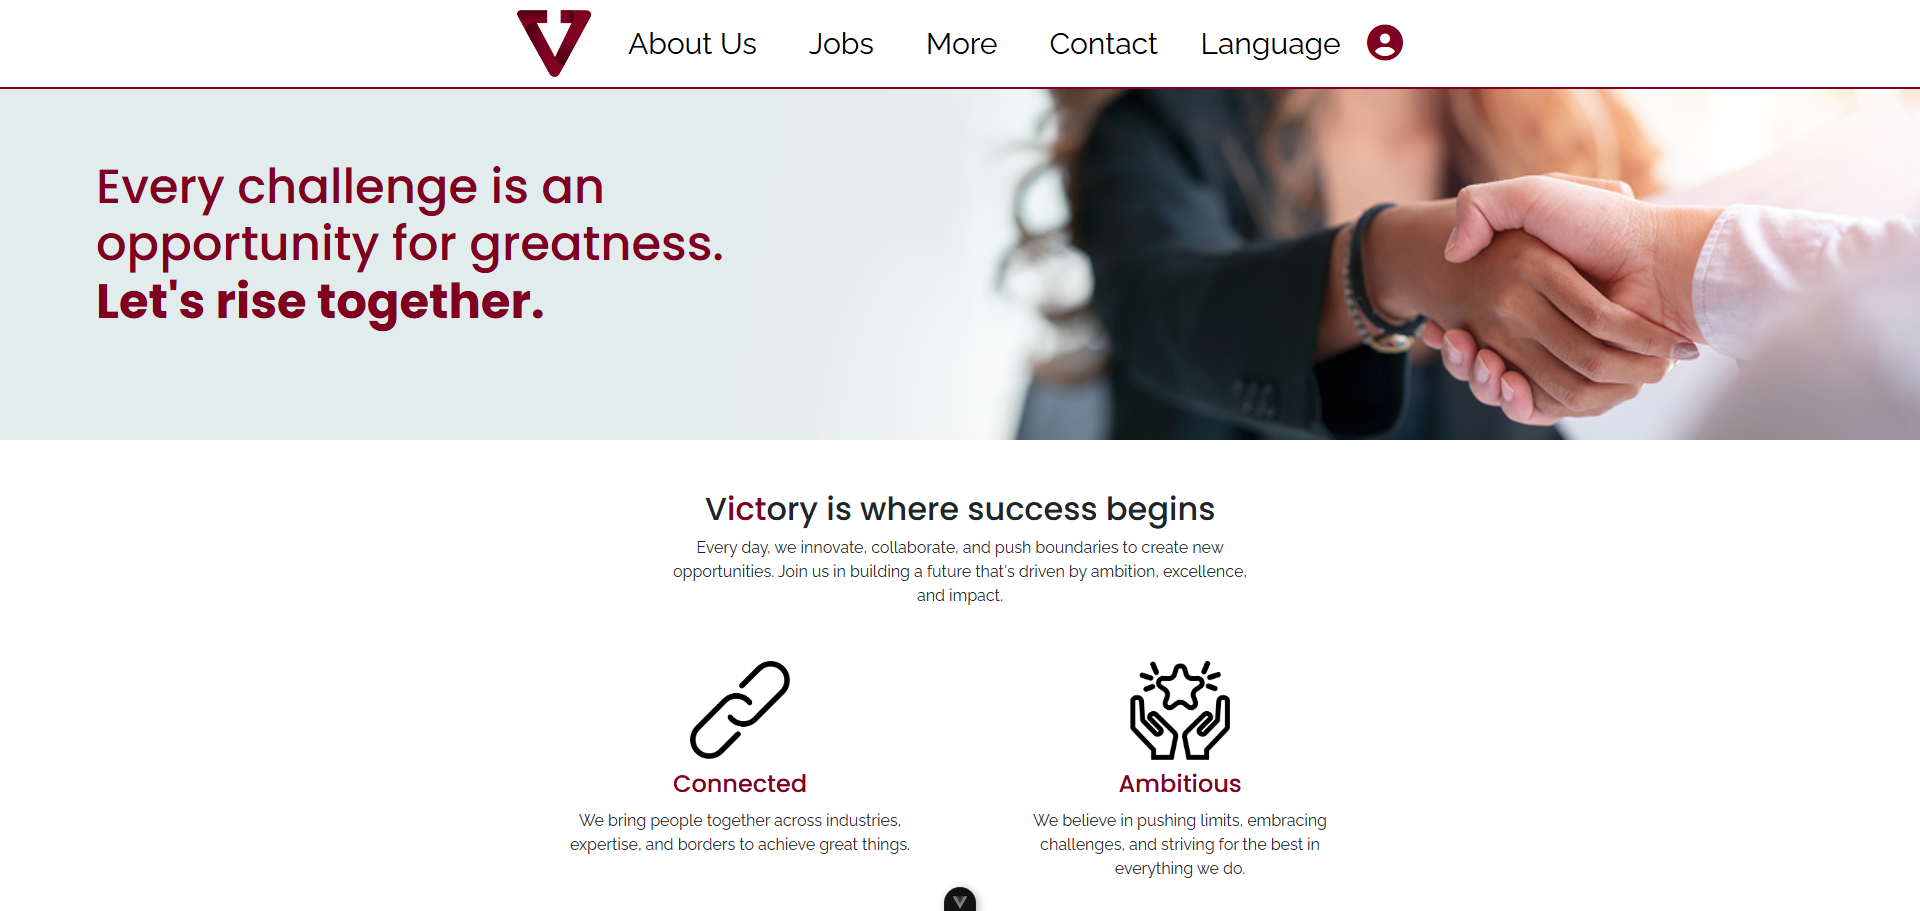 About Us Jobs More Contact Language
Every challenge is an
opportunity for greatness.
Let's rise together.
Victory is where success begins
Every day, we innovate, collaborate, and push boundaries to create new
opportunities. Join us in building a future that's driven by ambition, excellence,
and impact.
Connected
We bring people together across industries,
expertise, and borders to achieve great things.
Ambitious
We believe in pushing limits, embracing
challenges, and striving for the best in
everything we do.